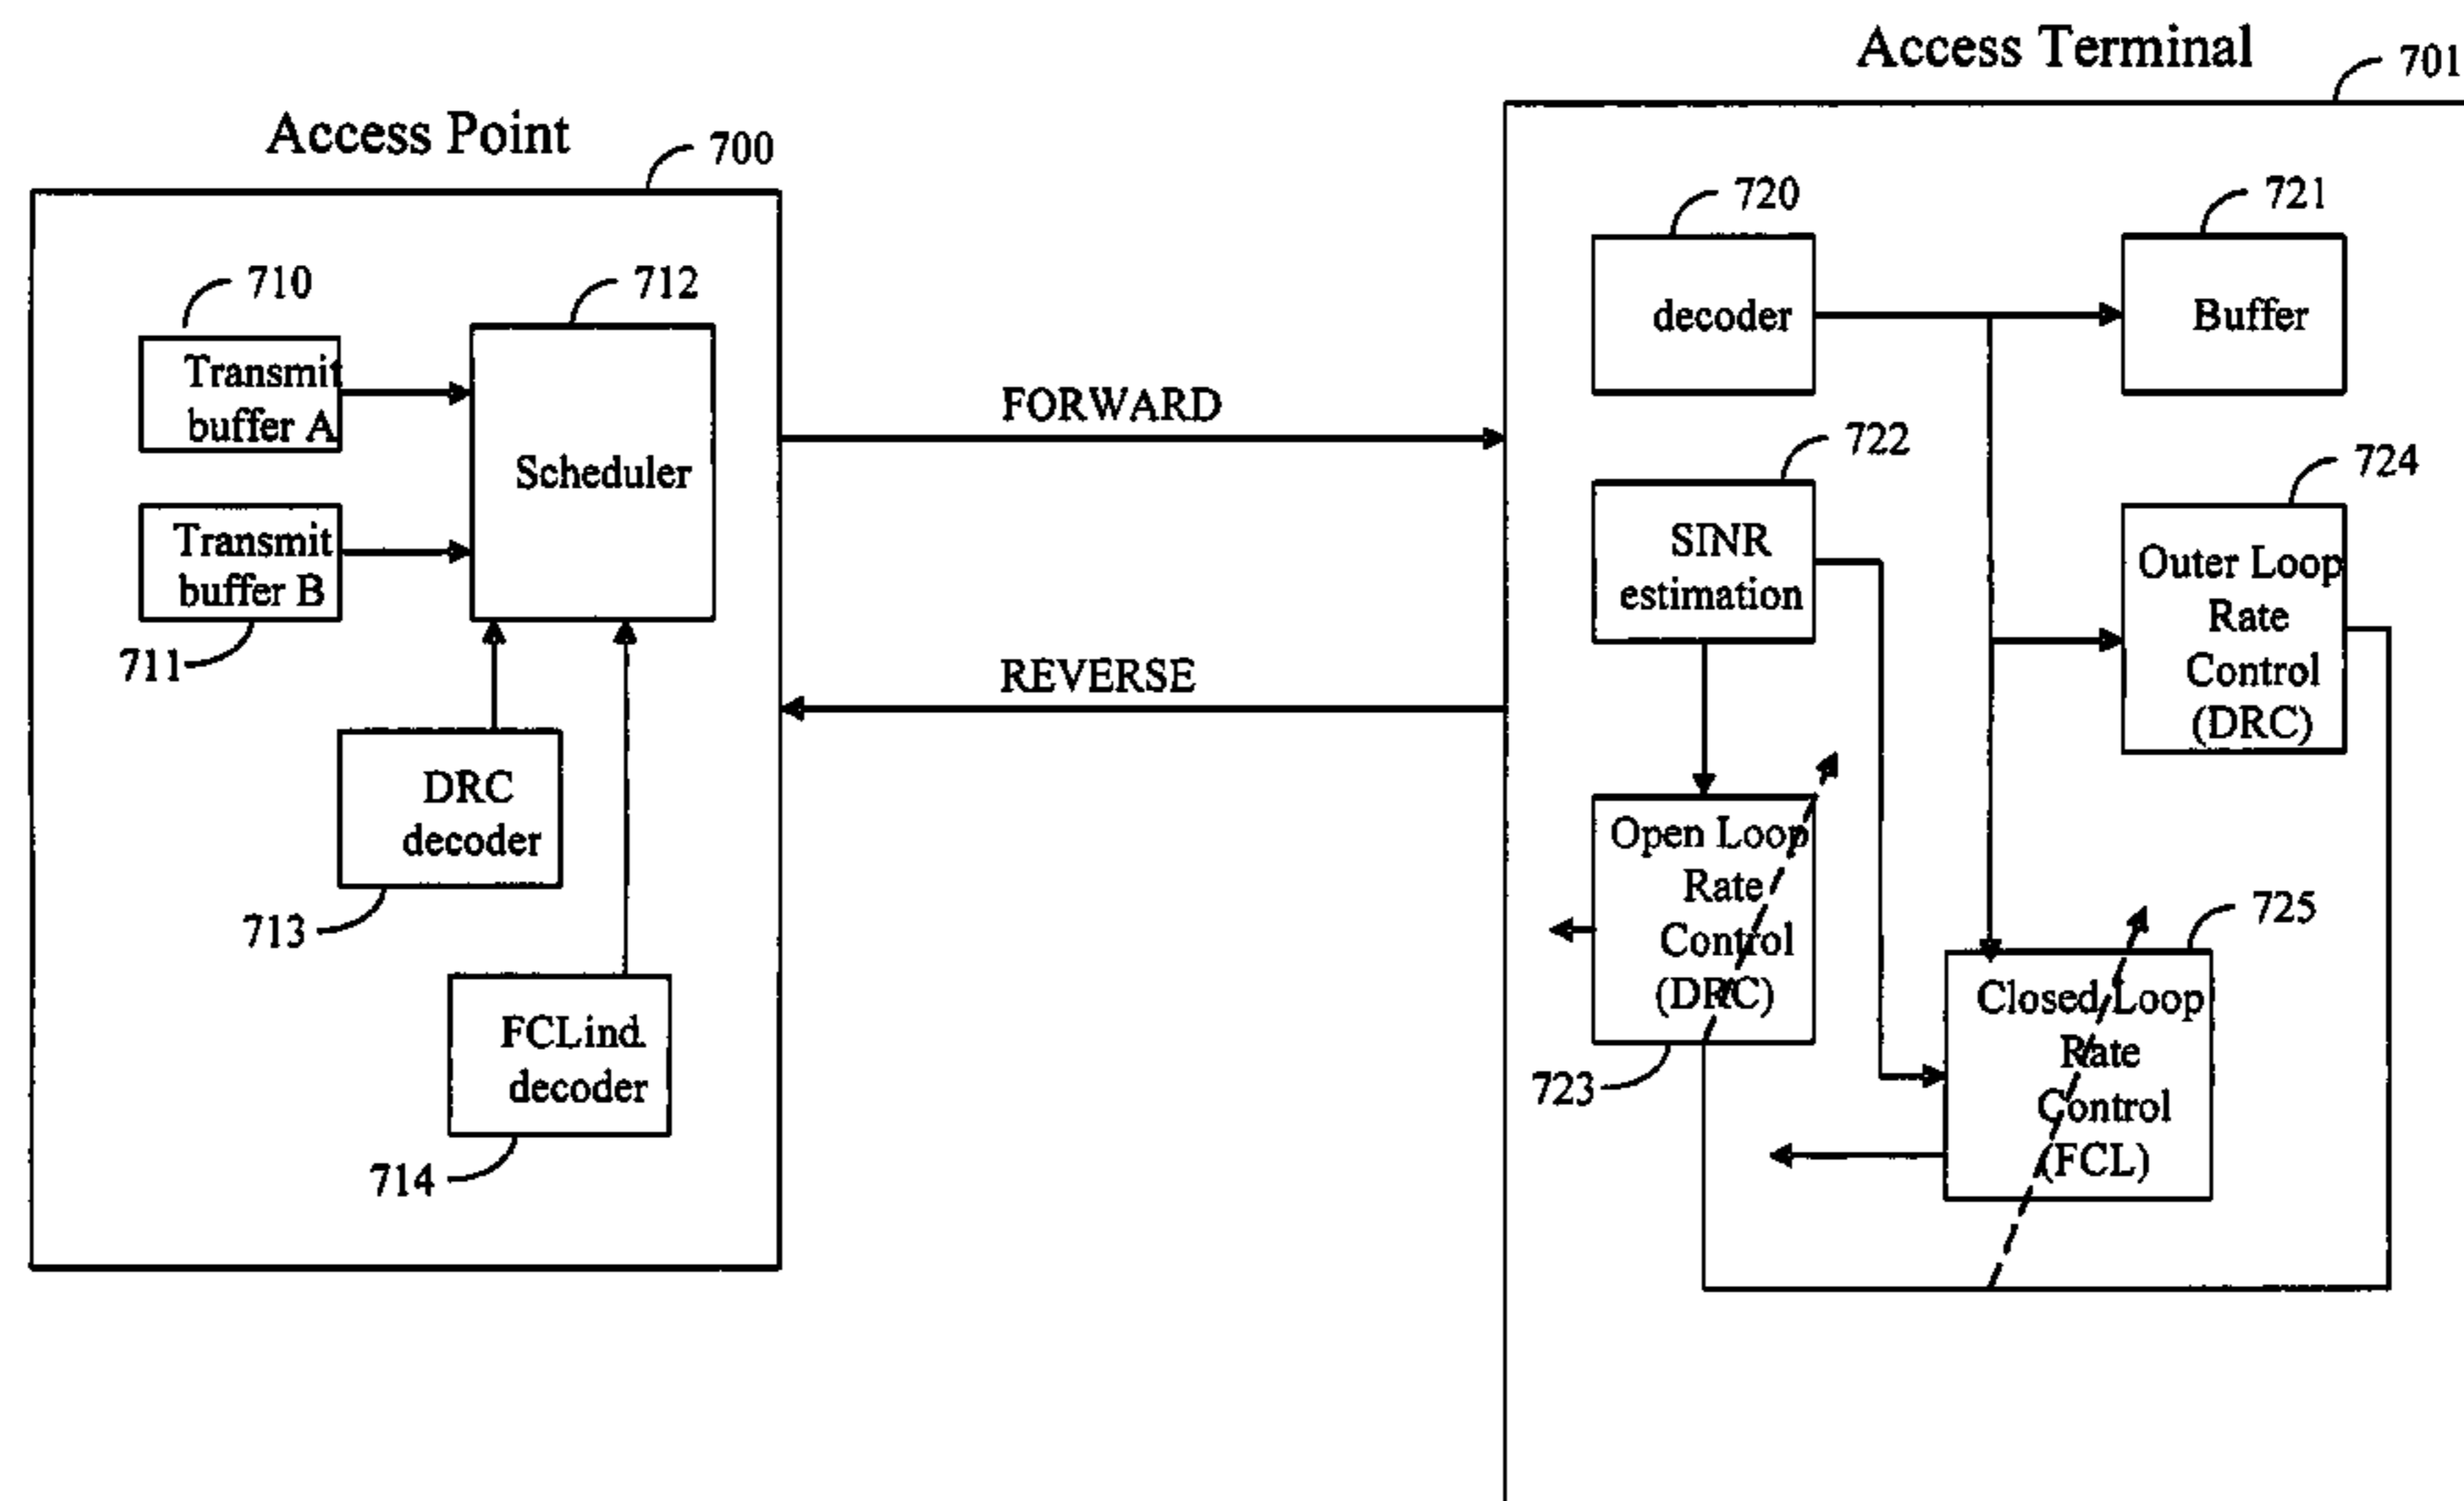 Access Point
700
710
Transmit
buffer A
712
Scheduler
Transmit
buffer B
711
DRC
decoder
713
FCLind.
decoder
714
FORWARD
REVERSE
Access Terminal
701
720
decoder
721
Buffer
722
SINR
estimation
724
Outer Loop
Rate
Control
(DRC)
Open Loop
Rate
Control
(DRC)
723
725
Closed Loop
Rate
Control
(FCL)